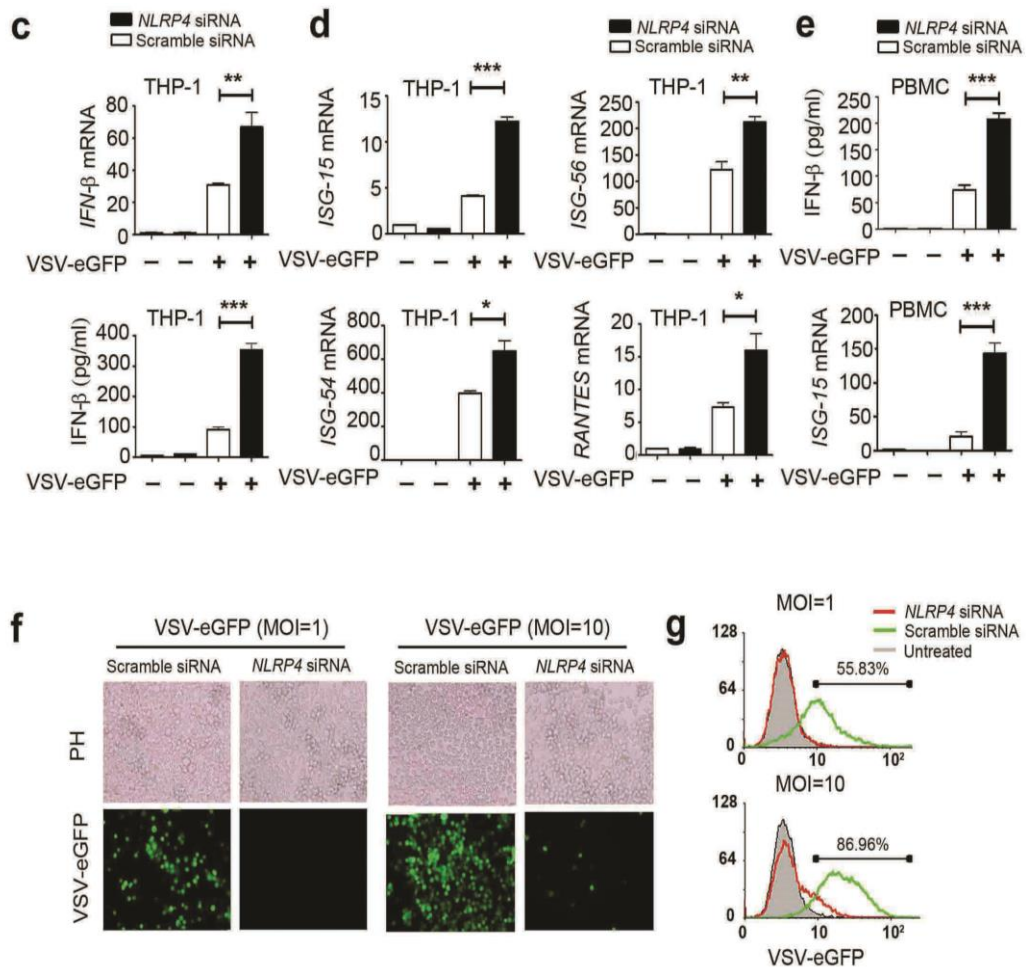 c
NLRP4 siRNA
Scramble siRNA
THP-1
**
IFN-β mRNA
80
60
40
20
0
VSV-eGFP − − + +
THP-1
***
IFN-β (pg/ml)
400
300
200
100
0
VSV-eGFP − − + +
d
NLRP4 siRNA
Scramble siRNA
THP-1
***
ISG-15 mRNA
15
10
5
0
VSV-eGFP − − + +
THP-1
**
ISG-56 mRNA
250
200
150
100
50
0
VSV-eGFP − − + +
THP-1
*
ISG-54 mRNA
800
600
400
200
0
VSV-eGFP − − + +
THP-1
*
RANTES mRNA
20
15
10
5
0
VSV-eGFP − − + +
e
NLRP4 siRNA
Scramble siRNA
PBMC
***
IFN-β (pg/ml)
250
200
150
100
50
0
VSV-eGFP − − + +
PBMC
***
ISG-15 mRNA
200
150
100
50
0
VSV-eGFP − − + +
f
VSV-eGFP (MOI=1)
VSV-eGFP (MOI=10)
Scramble siRNA
NLRP4 siRNA
Scramble siRNA
NLRP4 siRNA
PH
VSV-eGFP
g
MOI=1
NLRP4 siRNA
Scramble siRNA
Untreated
128
64
0
55.83%
0 10 10²
MOI=10
128
64
0
86.96%
0 10 10²
VSV-eGFP